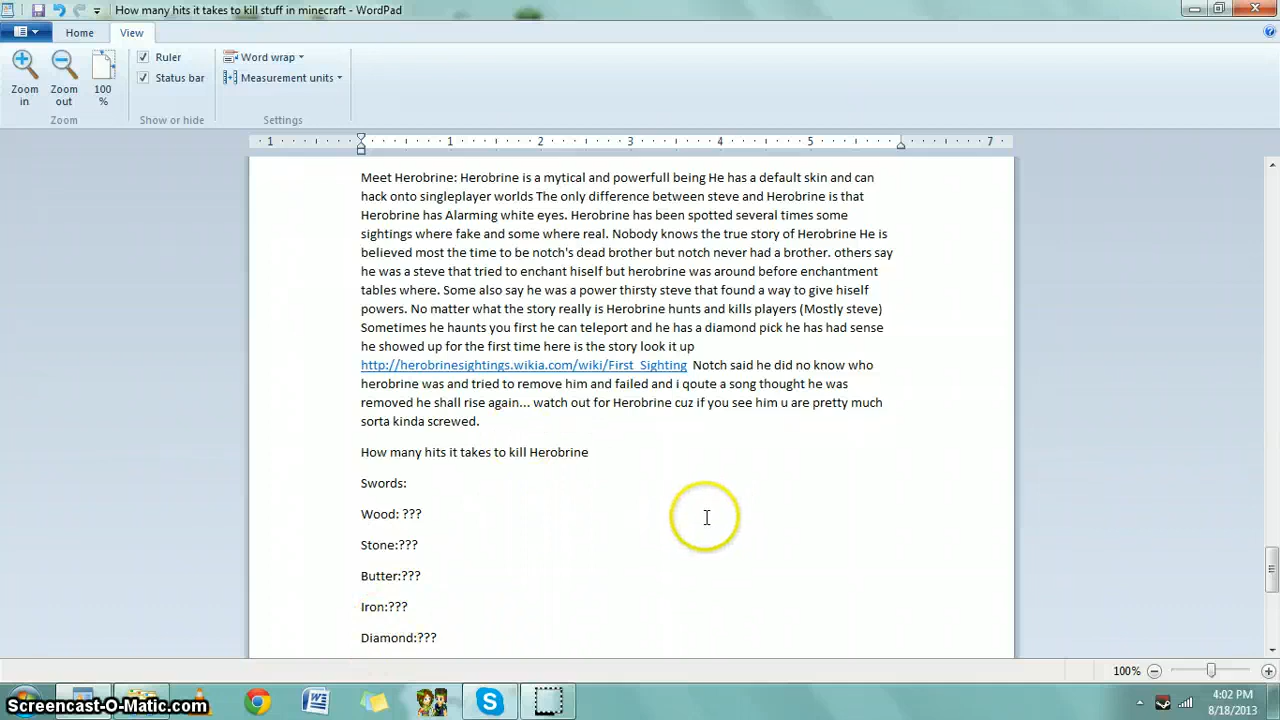 How many hits it takes to kill stuff in minecraft - WordPad
Home View
Zoom in
Zoom out
100 %
Ruler
Status bar
Word wrap
Measurement units
Zoom
Show or hide
Settings
1 1 2 3 4 5 7
Meet Herobrine: Herobrine is a mytical and powerfull being He has a default skin and can
hack onto singleplayer worlds The only difference between steve and Herobrine is that
Herobrine has Alarming white eyes. Herobrine has been spotted several times some
sightings where fake and some where real. Nobody knows the true story of Herobrine He is
believed most the time to be notch's dead brother but notch never had a brother. others say
he was a steve that tried to enchant hiself but herobrine was around before enchantment
tables where. Some also say he was a power thirsty steve that found a way to give hiself
powers. No matter what the story really is Herobrine hunts and kills players (Mostly steve)
Sometimes he haunts you first he can teleport and he has a diamond pick he has had sense
he showed up for the first time here is the story look it up
http://herobrinesightings.wikia.com/wiki/First_Sighting Notch said he did no know who
herobrine was and tried to remove him and failed and i qoute a song thought he was
removed he shall rise again... watch out for Herobrine cuz if you see him u are pretty much
sorta kinda screwed.
How many hits it takes to kill Herobrine
Swords:
Wood: ???
Stone:???
Butter:???
Iron:???
Diamond:???
100%
Screencast-O-Matic.com
4:02 PM
8/18/2013